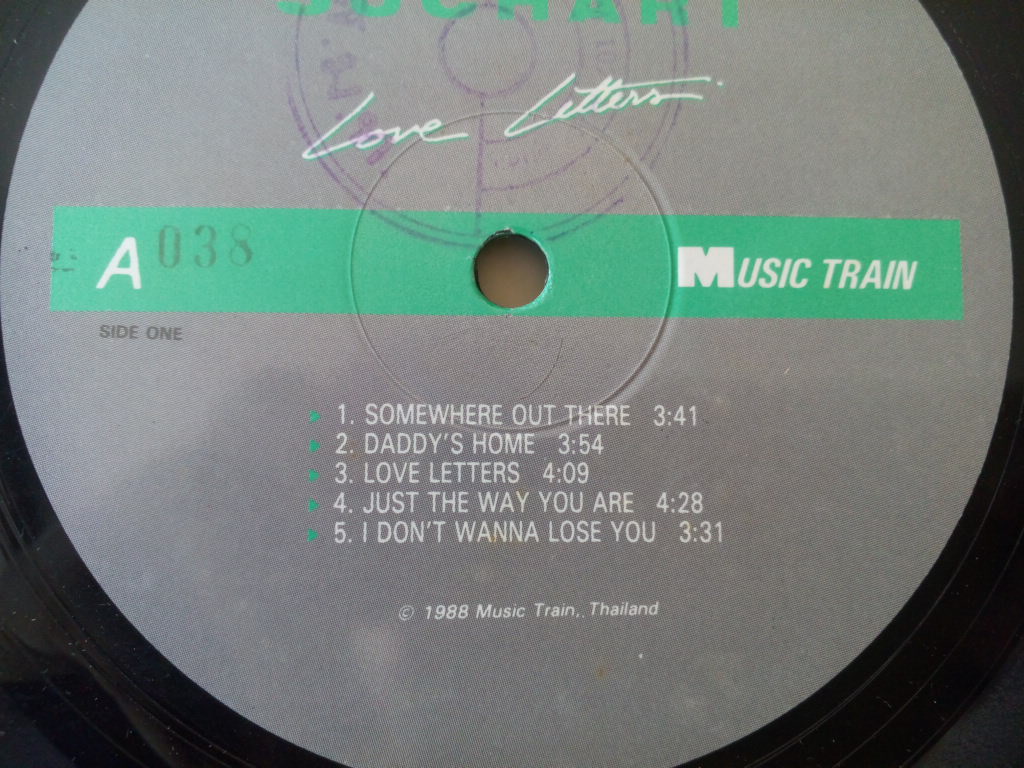 SUCHART
Love Letters
A 038
MUSIC TRAIN
SIDE ONE
1. SOMEWHERE OUT THERE 3:41
2. DADDY'S HOME 3:54
3. LOVE LETTERS 4:09
4. JUST THE WAY YOU ARE 4:28
5. I DON'T WANNA LOSE YOU 3:31
© 1988 Music Train,. Thailand